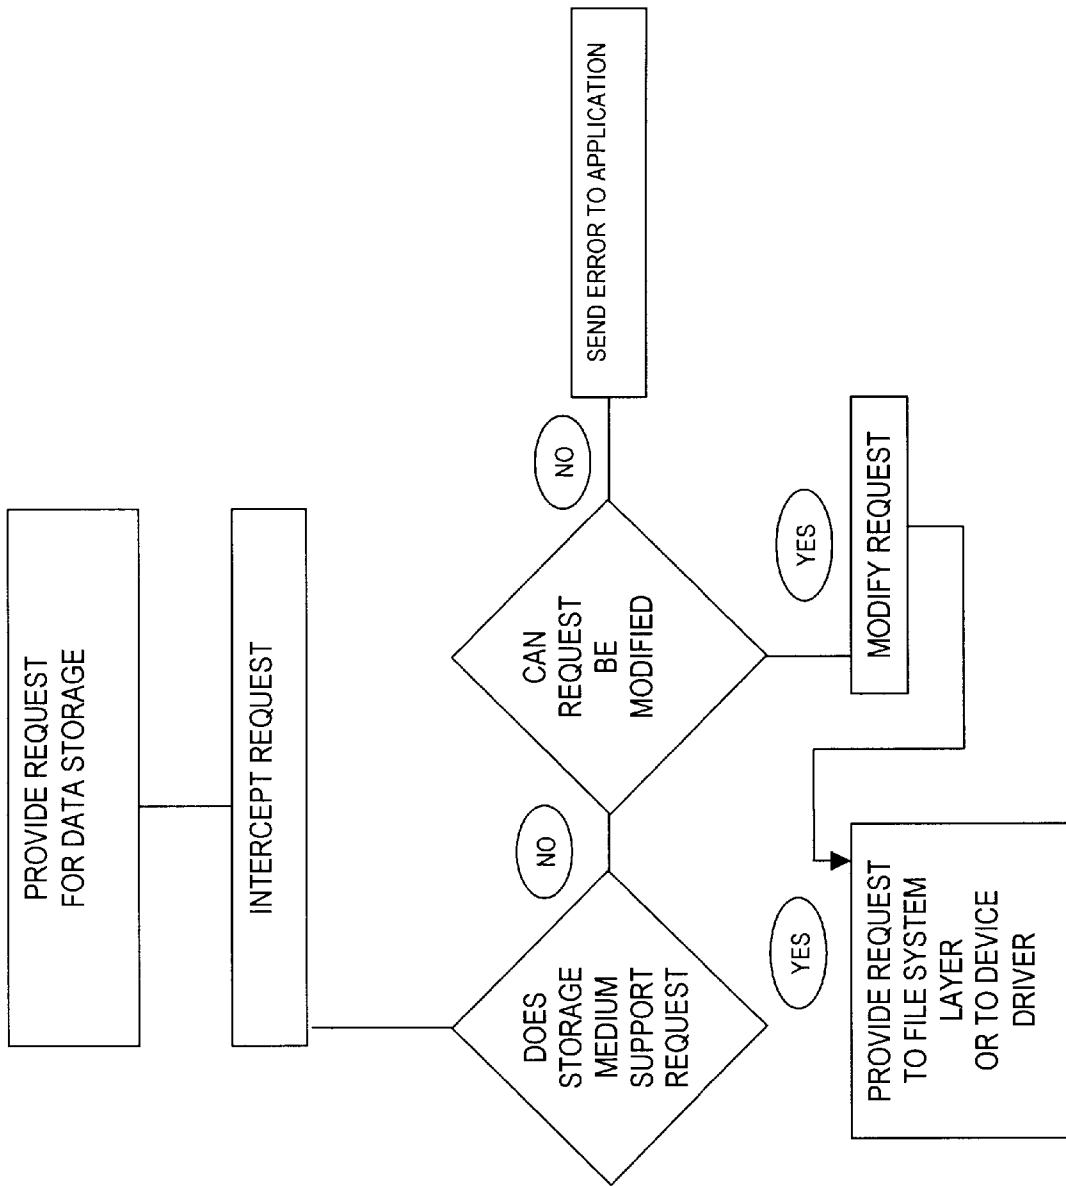 PROVIDE REQUEST
FOR DATA STORAGE
INTERCEPT REQUEST
DOES
STORAGE
MEDIUM
SUPPORT
REQUEST
NO
CAN
REQUEST
BE
MODIFIED
NO
SEND ERROR TO APPLICATION
YES
YES
MODIFY REQUEST
PROVIDE REQUEST
TO FILE SYSTEM
LAYER
OR TO DEVICE
DRIVER